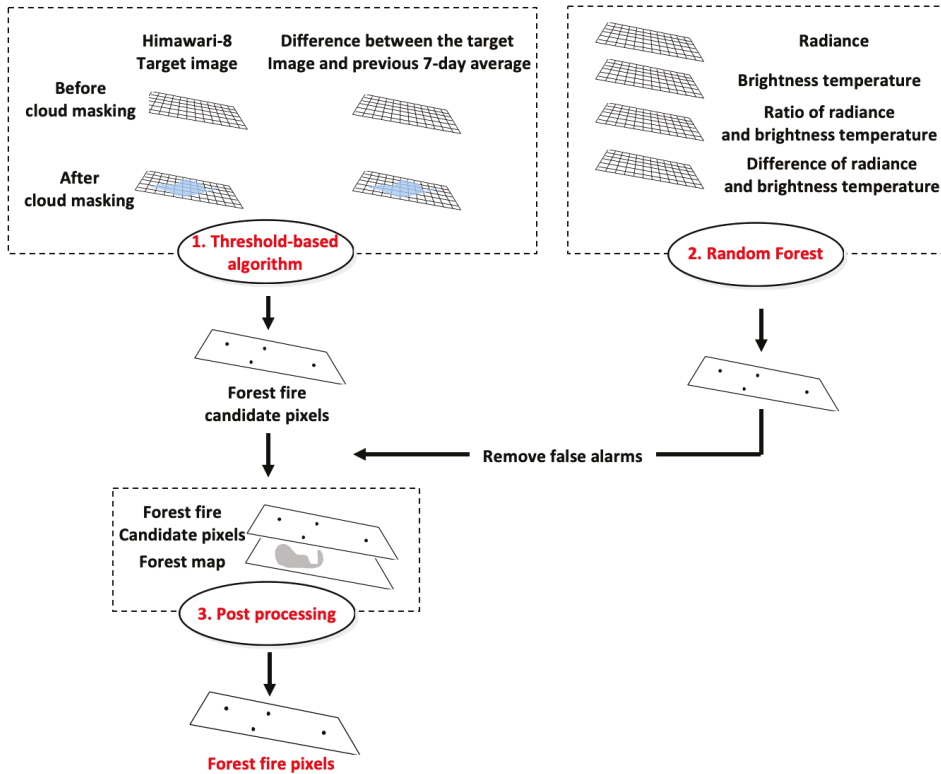 Himawari-8
Target image
Difference between the target
Image and previous 7-day average
Before
cloud masking
After
cloud masking
1. Threshold-based
algorithm
Radiance
Brightness temperature
Ratio of radiance
and brightness temperature
Difference of radiance
and brightness temperature
2. Random Forest
Forest fire
candidate pixels
Remove false alarms
Forest fire
Candidate pixels
Forest map
3. Post processing
Forest fire pixels